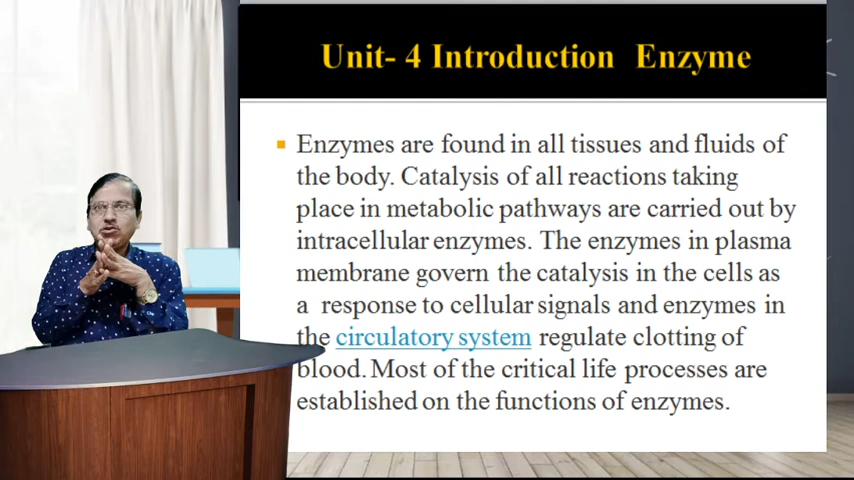 Unit- 4 Introduction Enzyme
Enzymes are found in all tissues and fluids of
the body. Catalysis of all reactions taking
place in metabolic pathways are carried out by
intracellular enzymes. The enzymes in plasma
membrane govern the catalysis in the cells as
a response to cellular signals and enzymes in
the circulatory system regulate clotting of
blood. Most of the critical life processes are
established on the functions of enzymes.